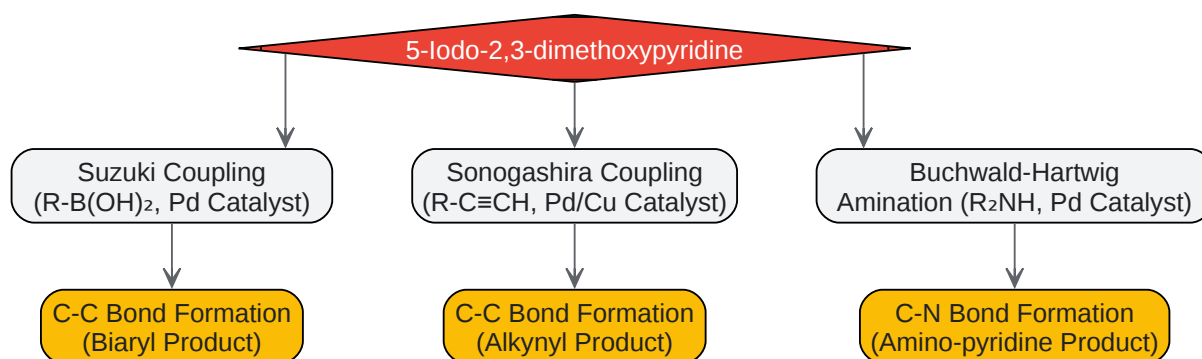 5-Iodo-2,3-dimethoxypyridine
Suzuki Coupling
(R-B(OH)₂, Pd Catalyst)
Sonogashira Coupling
(R-C≡CH, Pd/Cu Catalyst)
Buchwald-Hartwig
Amination (R₂NH, Pd Catalyst)
C-C Bond Formation
(Biaryl Product)
C-C Bond Formation
(Alkynyl Product)
C-N Bond Formation
(Amino-pyridine Product)